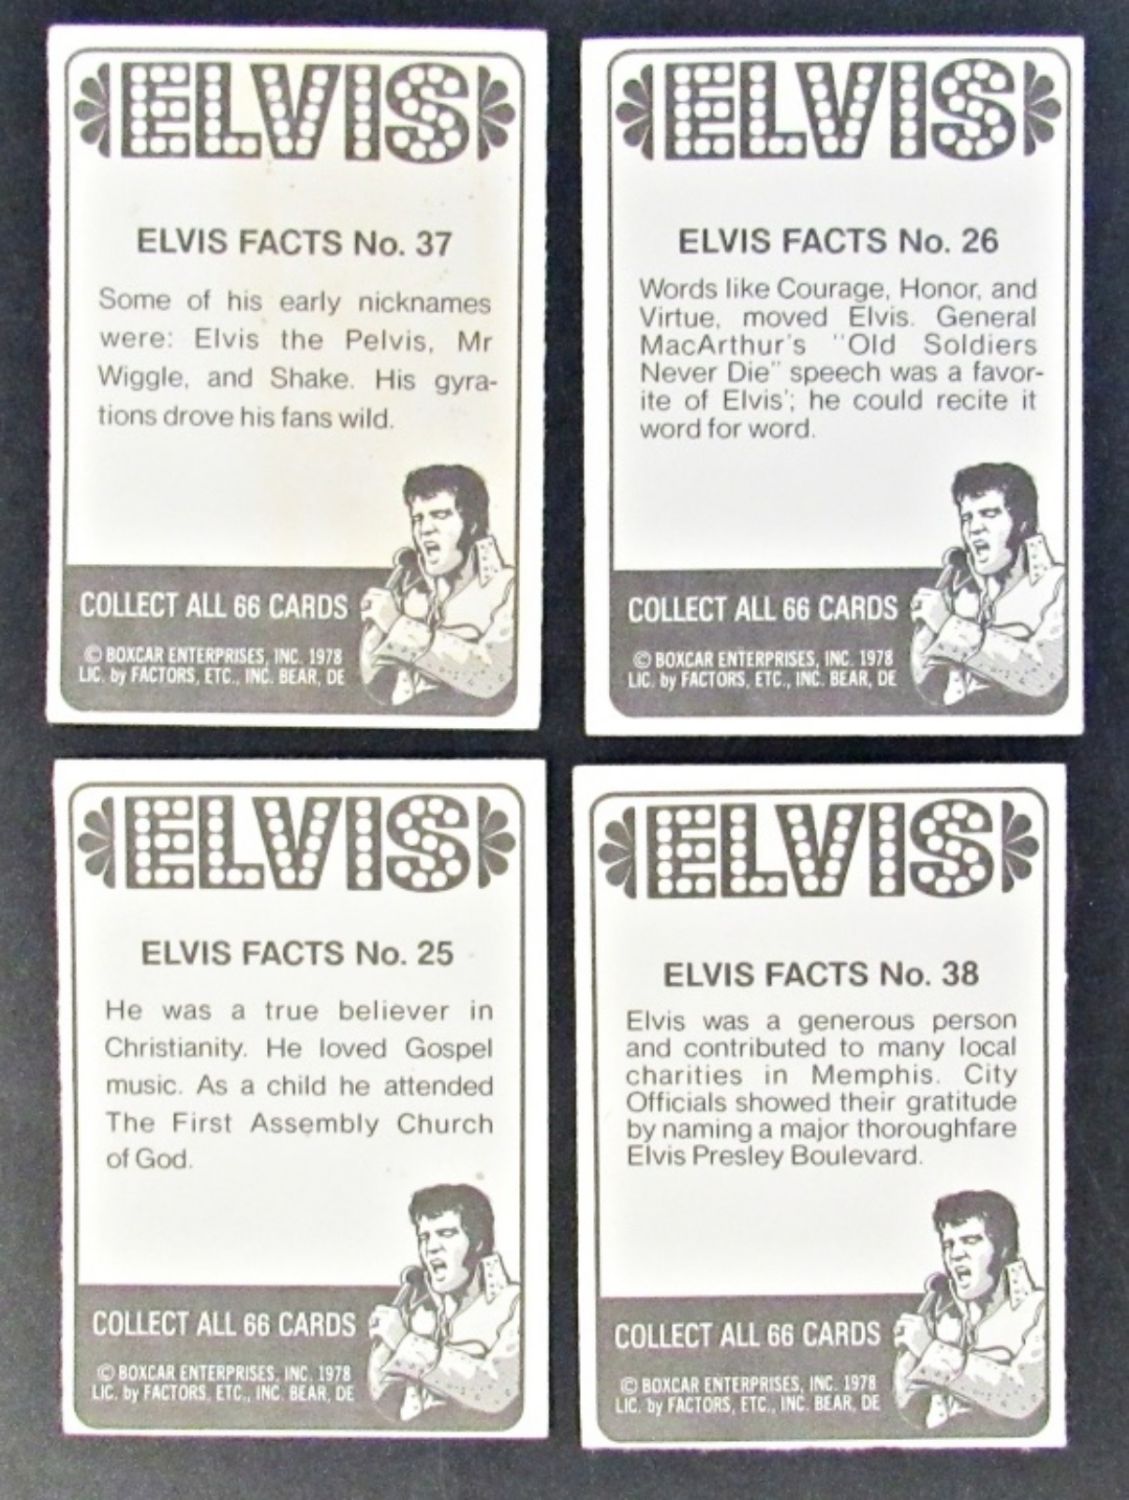 ELVIS
ELVIS FACTS No. 37
Some of his early nicknames
were: Elvis the Pelvis, Mr
Wiggle, and Shake. His gyra-
tions drove his fans wild.
COLLECT ALL 66 CARDS
© BOXCAR ENTERPRISES, INC. 1978
LIC. by FACTORS, ETC., INC. BEAR, DE
ELVIS
ELVIS FACTS No. 26
Words like Courage, Honor, and
Virtue, moved Elvis. General
MacArthur's "Old Soldiers
Never Die" speech was a favor-
ite of Elvis'; he could recite it
word for word.
COLLECT ALL 66 CARDS
© BOXCAR ENTERPRISES, INC. 1978
LIC. by FACTORS, ETC., INC. BEAR, DE
ELVIS
ELVIS FACTS No. 25
He was a true believer in
Christianity. He loved Gospel
music. As a child he attended
The First Assembly Church
of God.
COLLECT ALL 66 CARDS
© BOXCAR ENTERPRISES, INC. 1978
LIC. by FACTORS, ETC., INC. BEAR, DE
ELVIS
ELVIS FACTS No. 38
Elvis was a generous person
and contributed to many local
charities in Memphis. City
Officials showed their gratitude
by naming a major thoroughfare
Elvis Presley Boulevard.
COLLECT ALL 66 CARDS
© BOXCAR ENTERPRISES, INC. 1978
LIC. by FACTORS, ETC., INC. BEAR, DE